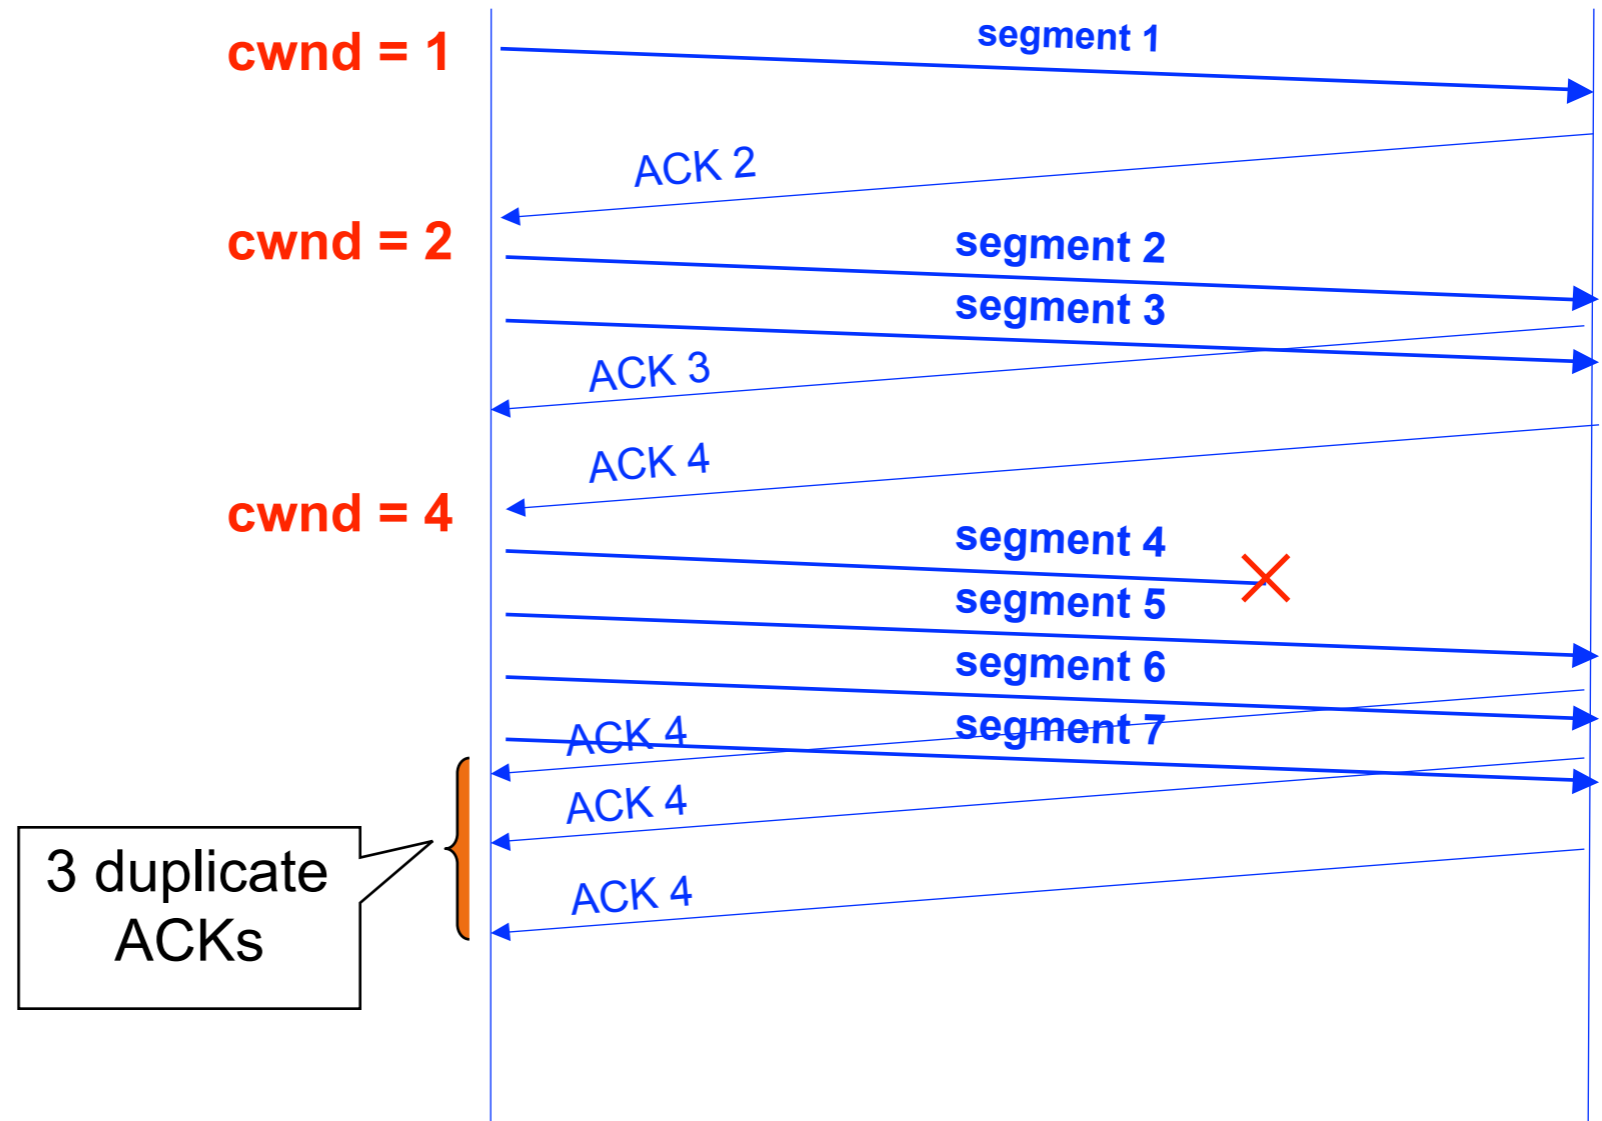 cwnd = 1
segment 1
ACK 2
cwnd = 2
segment 2
segment 3
ACK 3
ACK 4
cwnd = 4
segment 4
segment 5
segment 6
segment 7
ACK 4
ACK 4
ACK 4
3 duplicate
ACKs